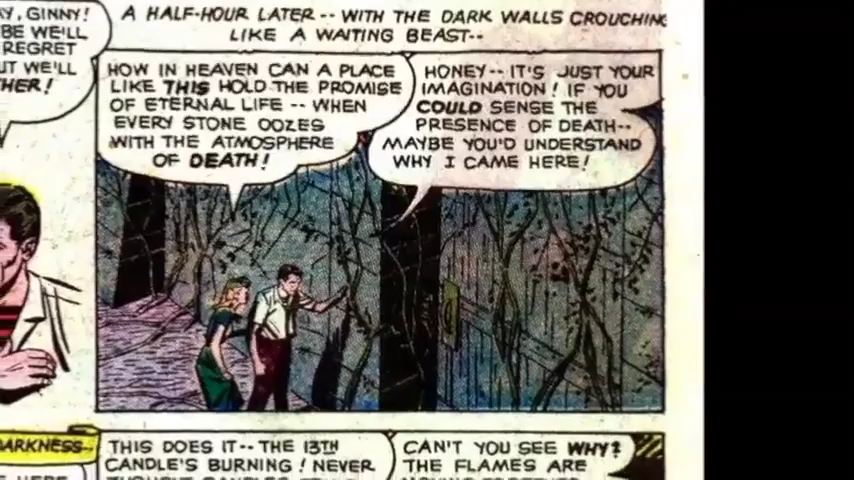 Y, GINNY!
BE WE'LL
REGRET
UT WE'LL
HER!
A HALF-HOUR LATER -- WITH THE DARK WALLS CROUCHING
LIKE A WAITING BEAST--
HOW IN HEAVEN CAN A PLACE
LIKE THIS HOLD THE PROMISE
OF ETERNAL LIFE -- WHEN
EVERY STONE OOZES
WITH THE ATMOSPHERE
OF DEATH!
HONEY-- IT'S JUST YOUR
IMAGINATION! IF YOU
COULD SENSE THE
PRESENCE OF DEATH--
MAYBE YOU'D UNDERSTAND
WHY I CAME HERE!
ARKNESS--
HERE
THIS DOES IT-- THE 13TH
CANDLE'S BURNING! NEVER
CAN'T YOU SEE WHY?
THE FLAMES ARE